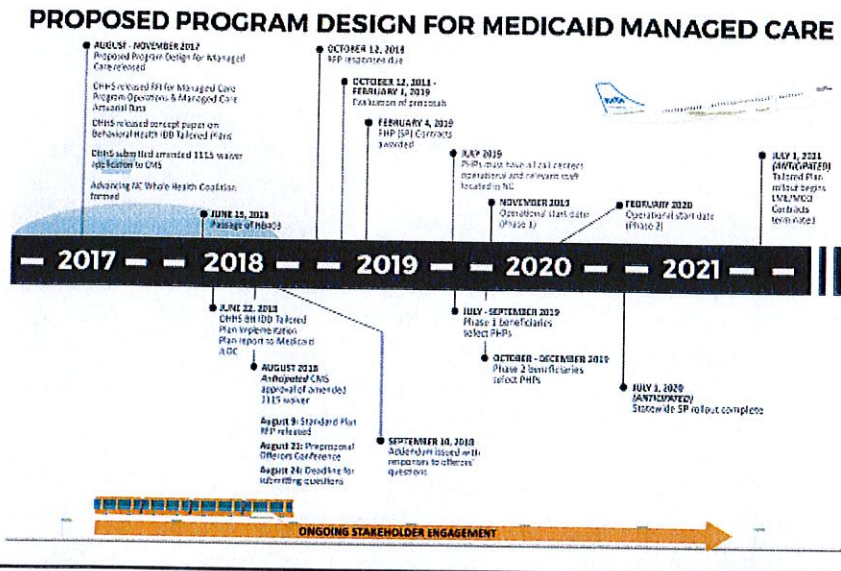 PROPOSED PROGRAM DESIGN FOR MEDICAID MANAGED CARE
AUGUST - NOVEMBER 2017
Proposed Program Design for Managed
Care released
DHHS released RFI for Managed Care
Program Operations & Managed Care
Actuarial Data
DHHS released concept paper on
Behavioral Health IDD Tailored Plans
DHHS submitted amended 1115 waiver
application to CMS
Advancing NC Whole Health Coalition
formed
JUNE 15, 2018
Passage of HB403
OCTOBER 12, 2018
RFP responses due
OCTOBER 12, 2018 -
FEBRUARY 1, 2019
Evaluation of proposals
FEBRUARY 4, 2019
PHP (SP) Contracts
awarded
JULY 2019
PHPs must have all call centers
operational and relevant staff
located in NC
NOVEMBER 2019
Operational start date
(Phase 1)
FEBRUARY 2020
Operational start date
(Phase 2)
JULY 1, 2021
(ANTICIPATED)
Tailored Plan
rollout begins
LME/MCO
Contracts
terminated
2017
2018
2019
2020
2021
JUNE 22, 2018
DHHS BH IDD Tailored
Plan Implementation
Plan report to Medicaid
JLOC
AUGUST 2018
Anticipated CMS
approval of amended
1115 waiver
August 9: Standard Plan
RFP released
August 21: Preproposal
Offerors Conference
August 24: Deadline for
submitting questions
SEPTEMBER 10, 2018
Addendum issued with
responses to offerors'
questions
JULY - SEPTEMBER 2019
Phase 1 beneficiaries
select PHPs
OCTOBER - DECEMBER 2019
Phase 2 beneficiaries
select PHPs
JULY 1, 2020
(ANTICIPATED)
Statewide SP rollout complete
ONGOING STAKEHOLDER ENGAGEMENT